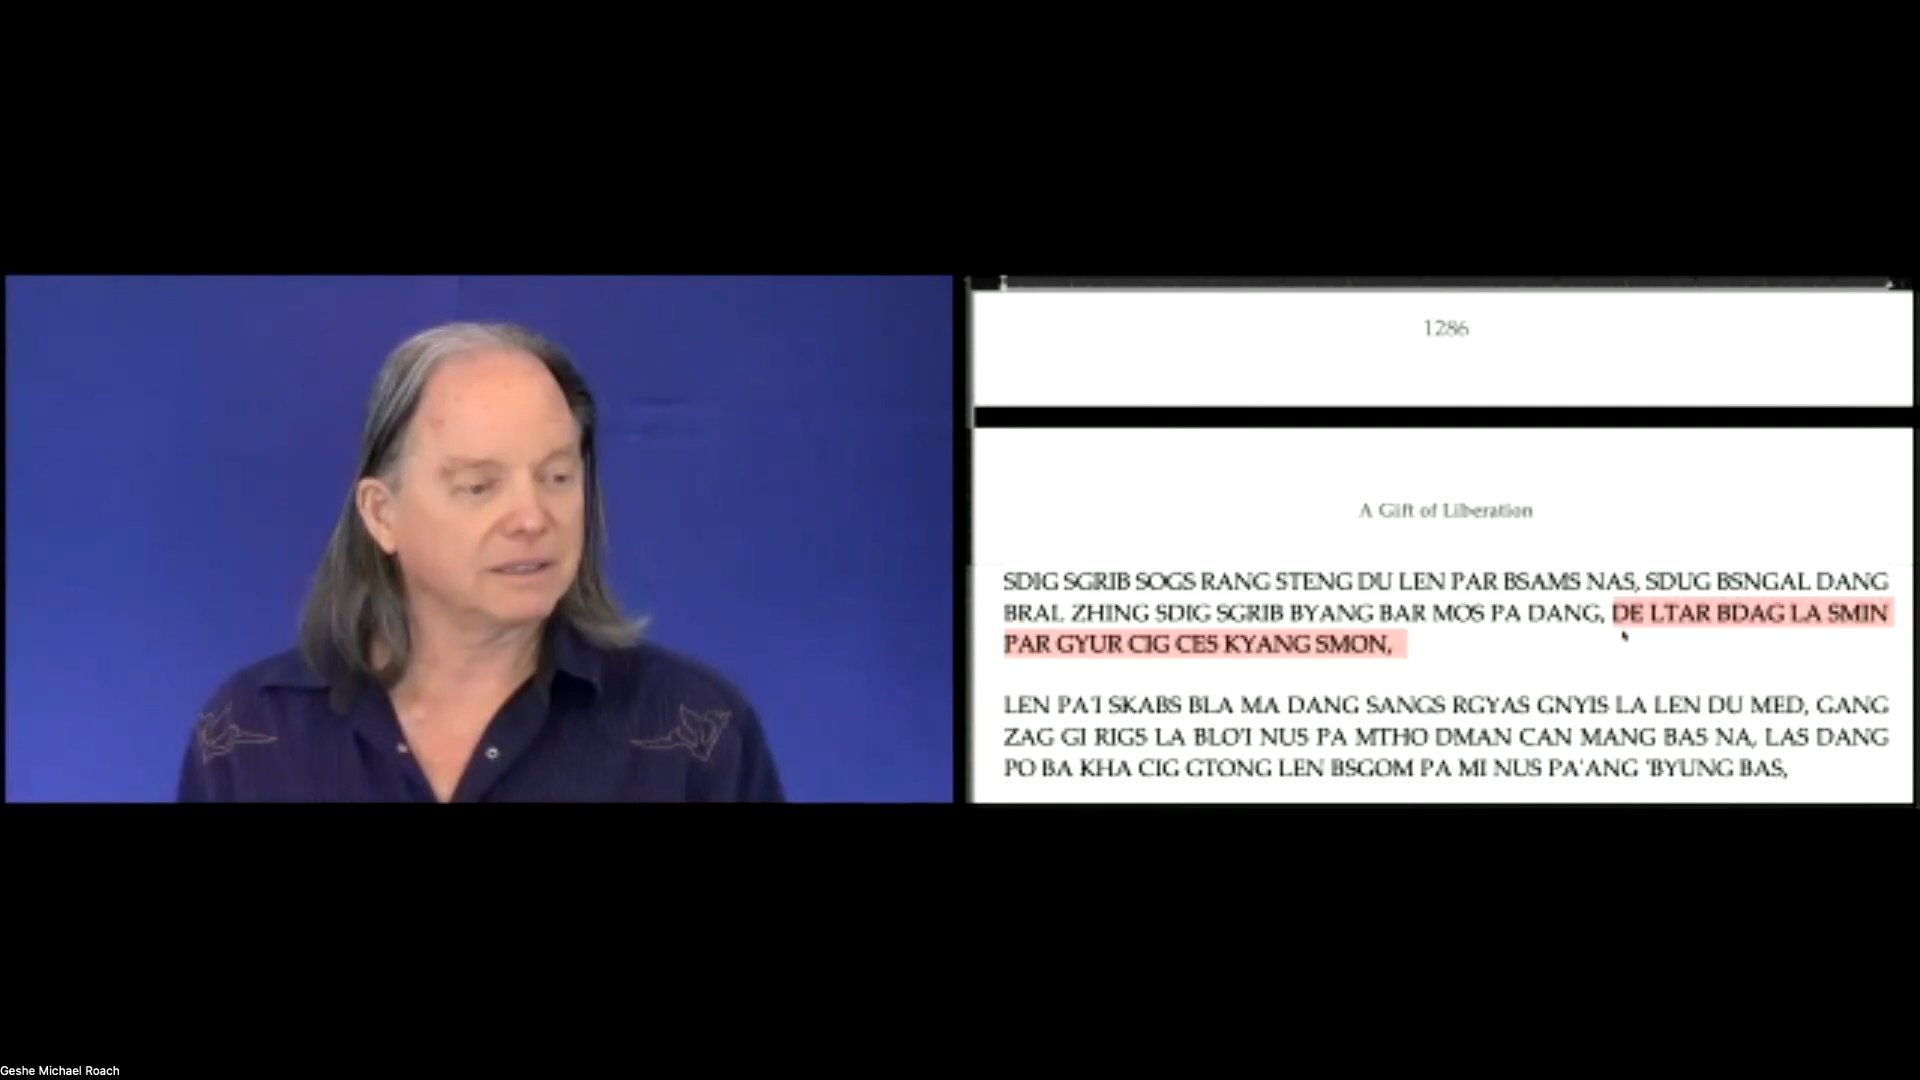 1286
A Gift of Liberation
SDIG SGRIB SOGS RANG STENG DU LEN PAR BSAMS NAS, SDUG BSNGAL DANG
BRAL ZHING SDIG SGRIB BYANG BAR MOS PA DANG, DE LTAR BDAG LA SMIN
PAR GYUR CIG CES KYANG SMON,
LEN PA'I SKABS BLA MA DANG SANGS RGYAS GNYIS LA LEN DU MED, GANG
ZAG GI RIGS LA BLO'I NUS PA MTHO DMAN CAN MANG BAS NA, LAS DANG
PO BA KHA CIG GTONG LEN BSGOM PA MI NUS PA'ANG 'BYUNG BAS,
Geshe Michael Roach